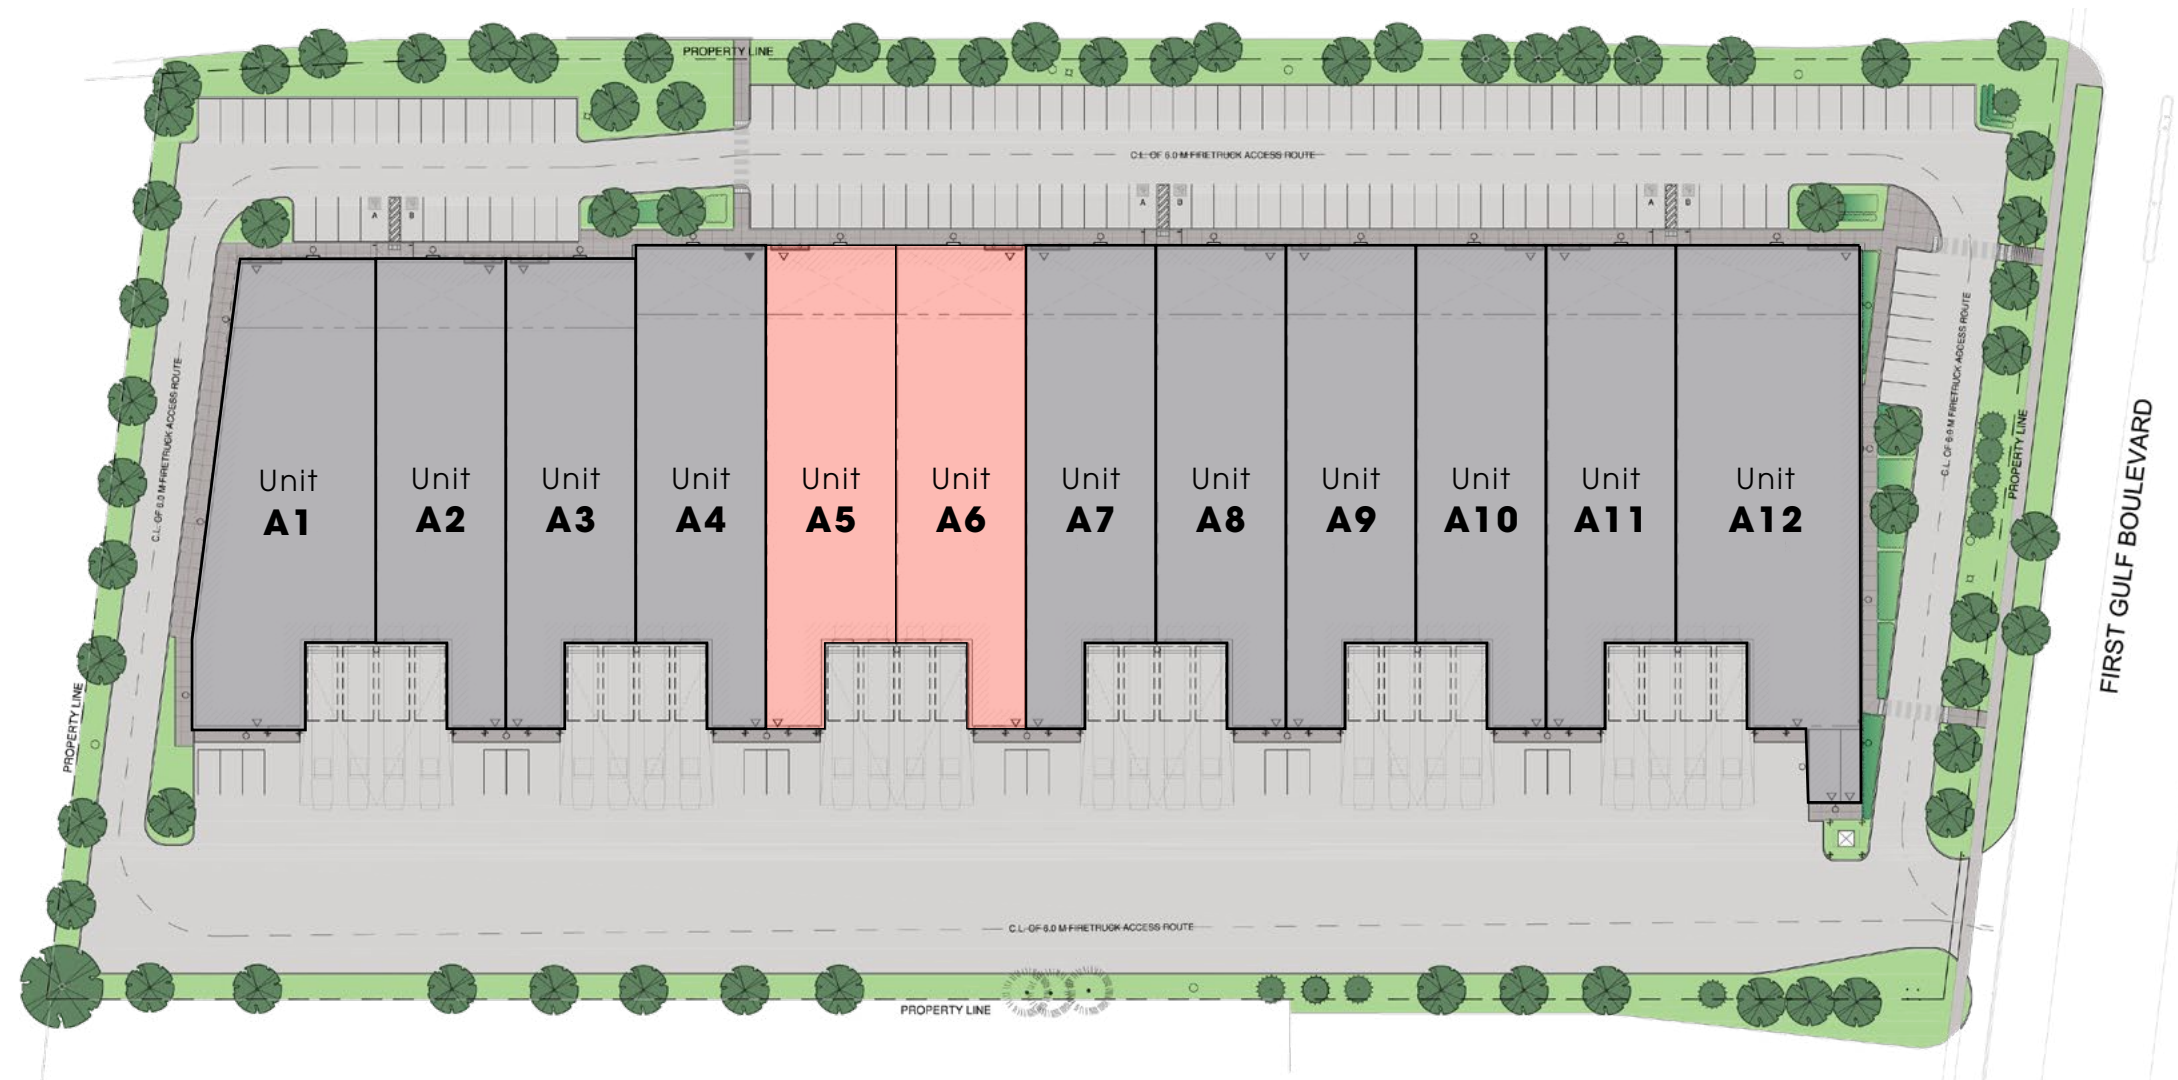 PROPERTY LINE
C.L. OF 6.0 M FIRETRUCK ACCESS ROUTE
A
B
A
B
A
B
C.L. OF 6.0 M FIRETRUCK ACCESS ROUTE
C.L. OF 6.0 M FIRETRUCK ACCESS ROUTE
PROPERTY LINE
FIRST GULF BOULEVARD
Unit
A1
Unit
A2
Unit
A3
Unit
A4
Unit
A5
Unit
A6
Unit
A7
Unit
A8
Unit
A9
Unit
A10
Unit
A11
Unit
A12
PROPERTY LINE
C.L. OF 6.0 M FIRETRUCK ACCESS ROUTE
PROPERTY LINE